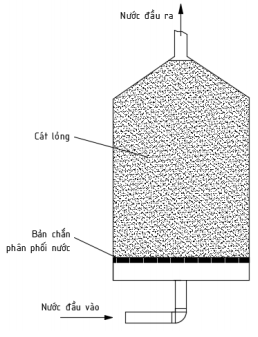 Nước đầu ra
Cát lỏng
Bản chắn
phân phối nước
Nước đầu vào